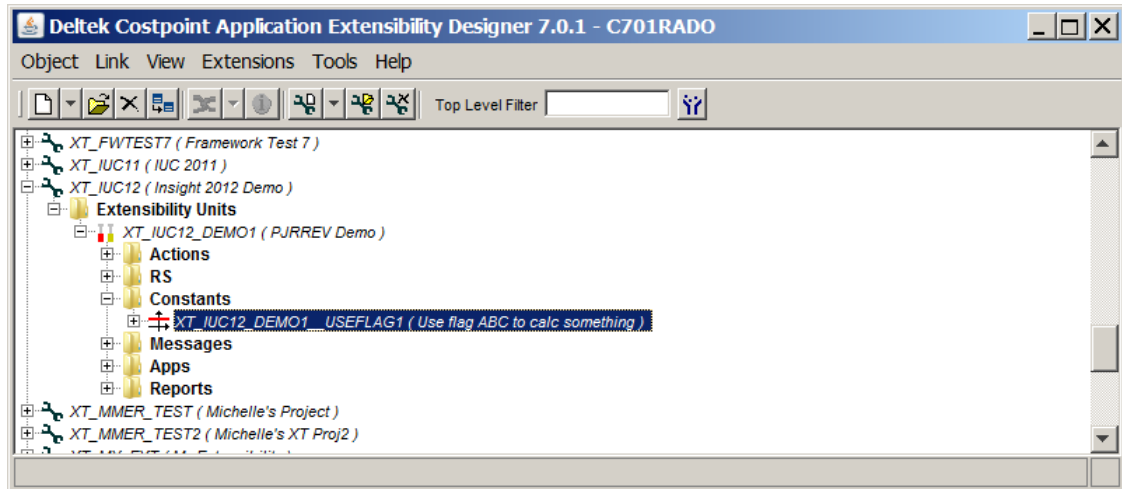 Deltek Costpoint Application Extensibility Designer 7.0.1 - C701RADO
Object Link View Extensions Tools Help
Top Level Filter
XT_FWTEST7 ( Framework Test 7 )
XT_IUC11 ( IUC 2011 )
XT_IUC12 ( Insight 2012 Demo )
Extensibility Units
XT_IUC12_DEMO1 ( PJRREV Demo )
Actions
RS
Constants
XT_IUC12_DEMO1__USEFLAG1 ( Use flag ABC to calc something )
Messages
Apps
Reports
XT_MMER_TEST ( Michelle's Project )
XT_MMER_TEST2 ( Michelle's XT Proj2 )